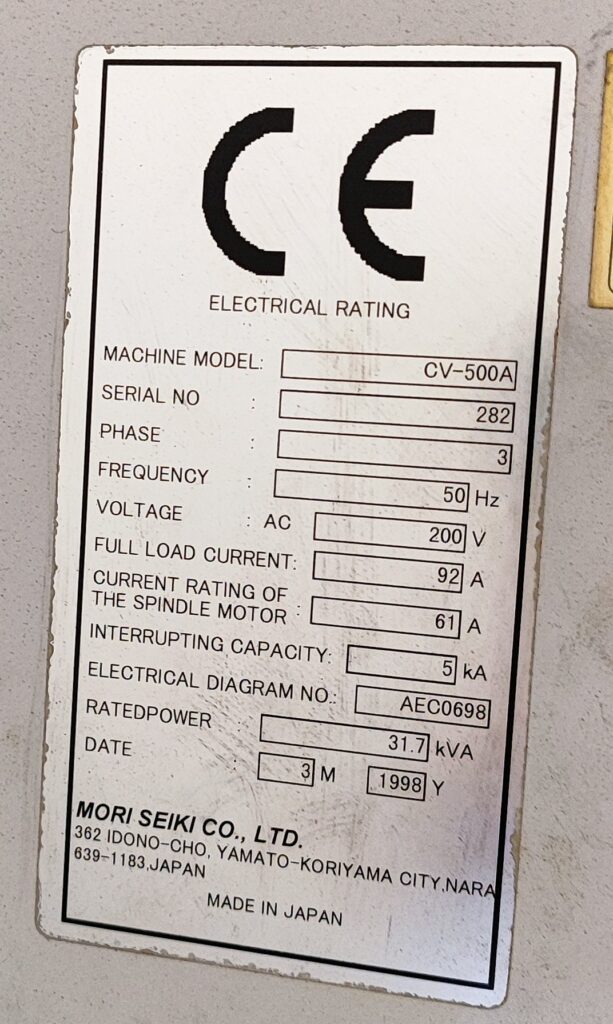 CE
ELECTRICAL RATING
MACHINE MODEL: CV-500A
SERIAL NO : 282
PHASE : 3
FREQUENCY : 50 Hz
VOLTAGE : AC 200 V
FULL LOAD CURRENT: 92 A
CURRENT RATING OF
THE SPINDLE MOTOR : 61 A
INTERRUPTING CAPACITY: 5 kA
ELECTRICAL DIAGRAM NO.: AEC0698
RATEDPOWER : 31.7 kVA
DATE : 3 M 1998 Y
MORI SEIKI CO., LTD.
362 IDONO-CHO, YAMATO-KORIYAMA CITY,NARA
639-1183,JAPAN
MADE IN JAPAN